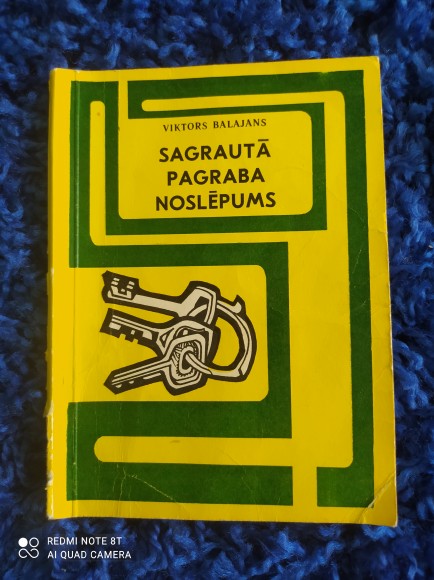 VIKTORS BALAJANS
SAGRAUTĀ
PAGRABA
NOSLĒPUMS
REDMI NOTE 8T
AI QUAD CAMERA